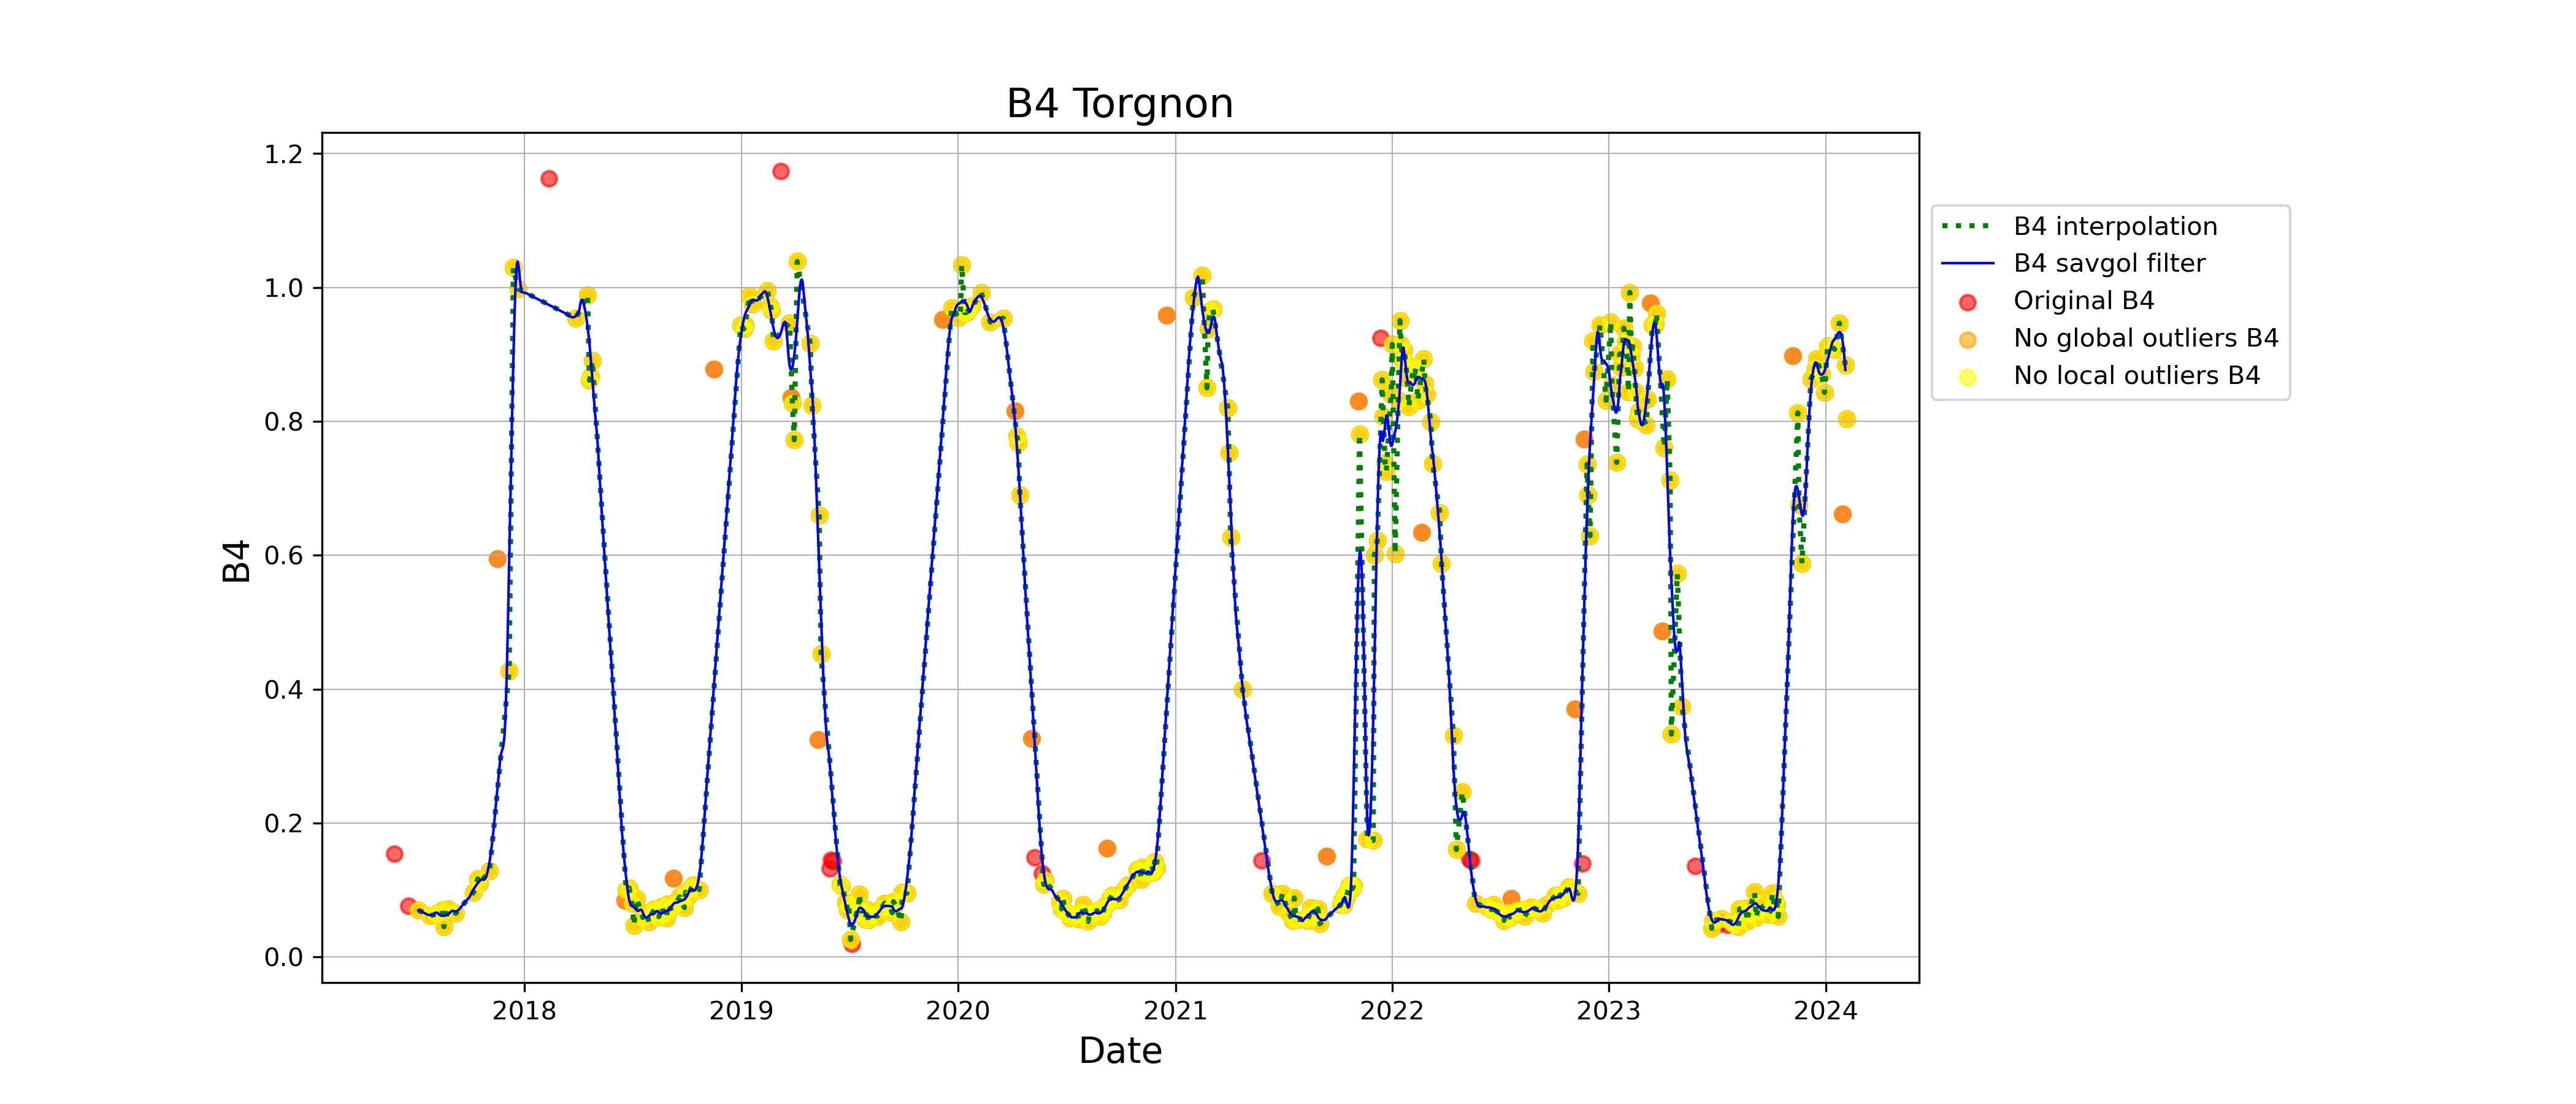 B4 Torgnon
1.2
1.0
0.8
0.6
0.4
0.2
0.0
B4
2018 2019 2020 2021 2022 2023 2024
Date
B4 interpolation
B4 savgol filter
Original B4
No global outliers B4
No local outliers B4